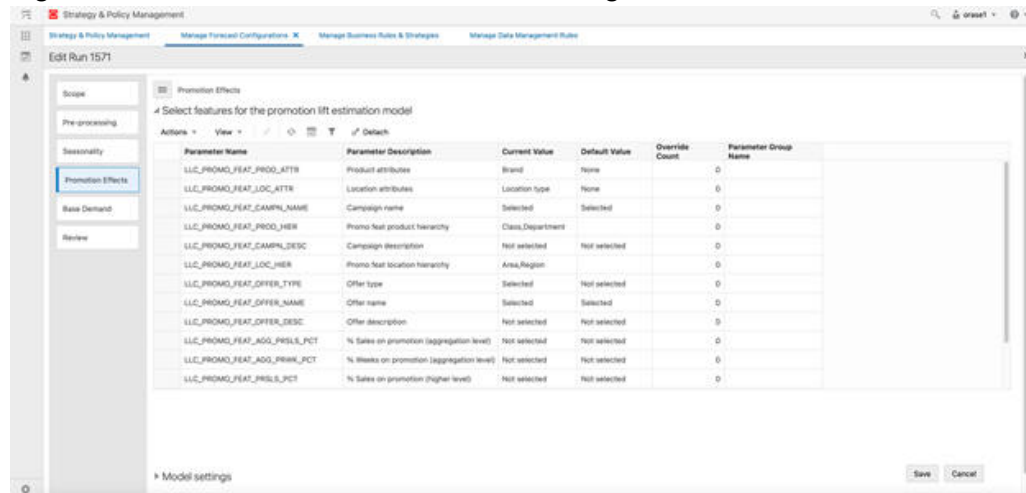 Strategy & Policy Management
orase1
Strategy & Policy Management Manage Forecast Configurations Manage Business Rules & Strategies Manage Data Management Rules
Edit Run 1571
Scope
Pre-processing
Seasonality
Promotion Effects
Base Demand
Review
Promotion Effects
Select features for the promotion lift estimation model
Actions View Detach
Parameter Name Parameter Description Current Value Default Value Override Count Parameter Group Name
LLC_PROMO_FEAT_PROD_ATTR Product attributes Brand None 0
LLC_PROMO_FEAT_LOC_ATTR Location attributes Location type None 0
LLC_PROMO_FEAT_CAMPN_NAME Campaign name Selected Selected 0
LLC_PROMO_FEAT_PROD_HIER Promo feat product hierarchy Class,Department 0
LLC_PROMO_FEAT_CAMPN_DESC Campaign description Not selected Not selected 0
LLC_PROMO_FEAT_LOC_HIER Promo feat location hierarchy Area,Region 0
LLC_PROMO_FEAT_OFFER_TYPE Offer type Selected Not selected 0
LLC_PROMO_FEAT_OFFER_NAME Offer name Selected Selected 0
LLC_PROMO_FEAT_OFFER_DESC Offer description Not selected Not selected 0
LLC_PROMO_FEAT_AGG_PRSLS_PCT % Sales on promotion (aggregation level) Not selected Not selected 0
LLC_PROMO_FEAT_AGG_PRWK_PCT % Weeks on promotion (aggregation level) Not selected Not selected 0
LLC_PROMO_FEAT_PRSLS_PCT % Sales on promotion (higher level) Not selected Not selected 0
Model settings
Save Cancel